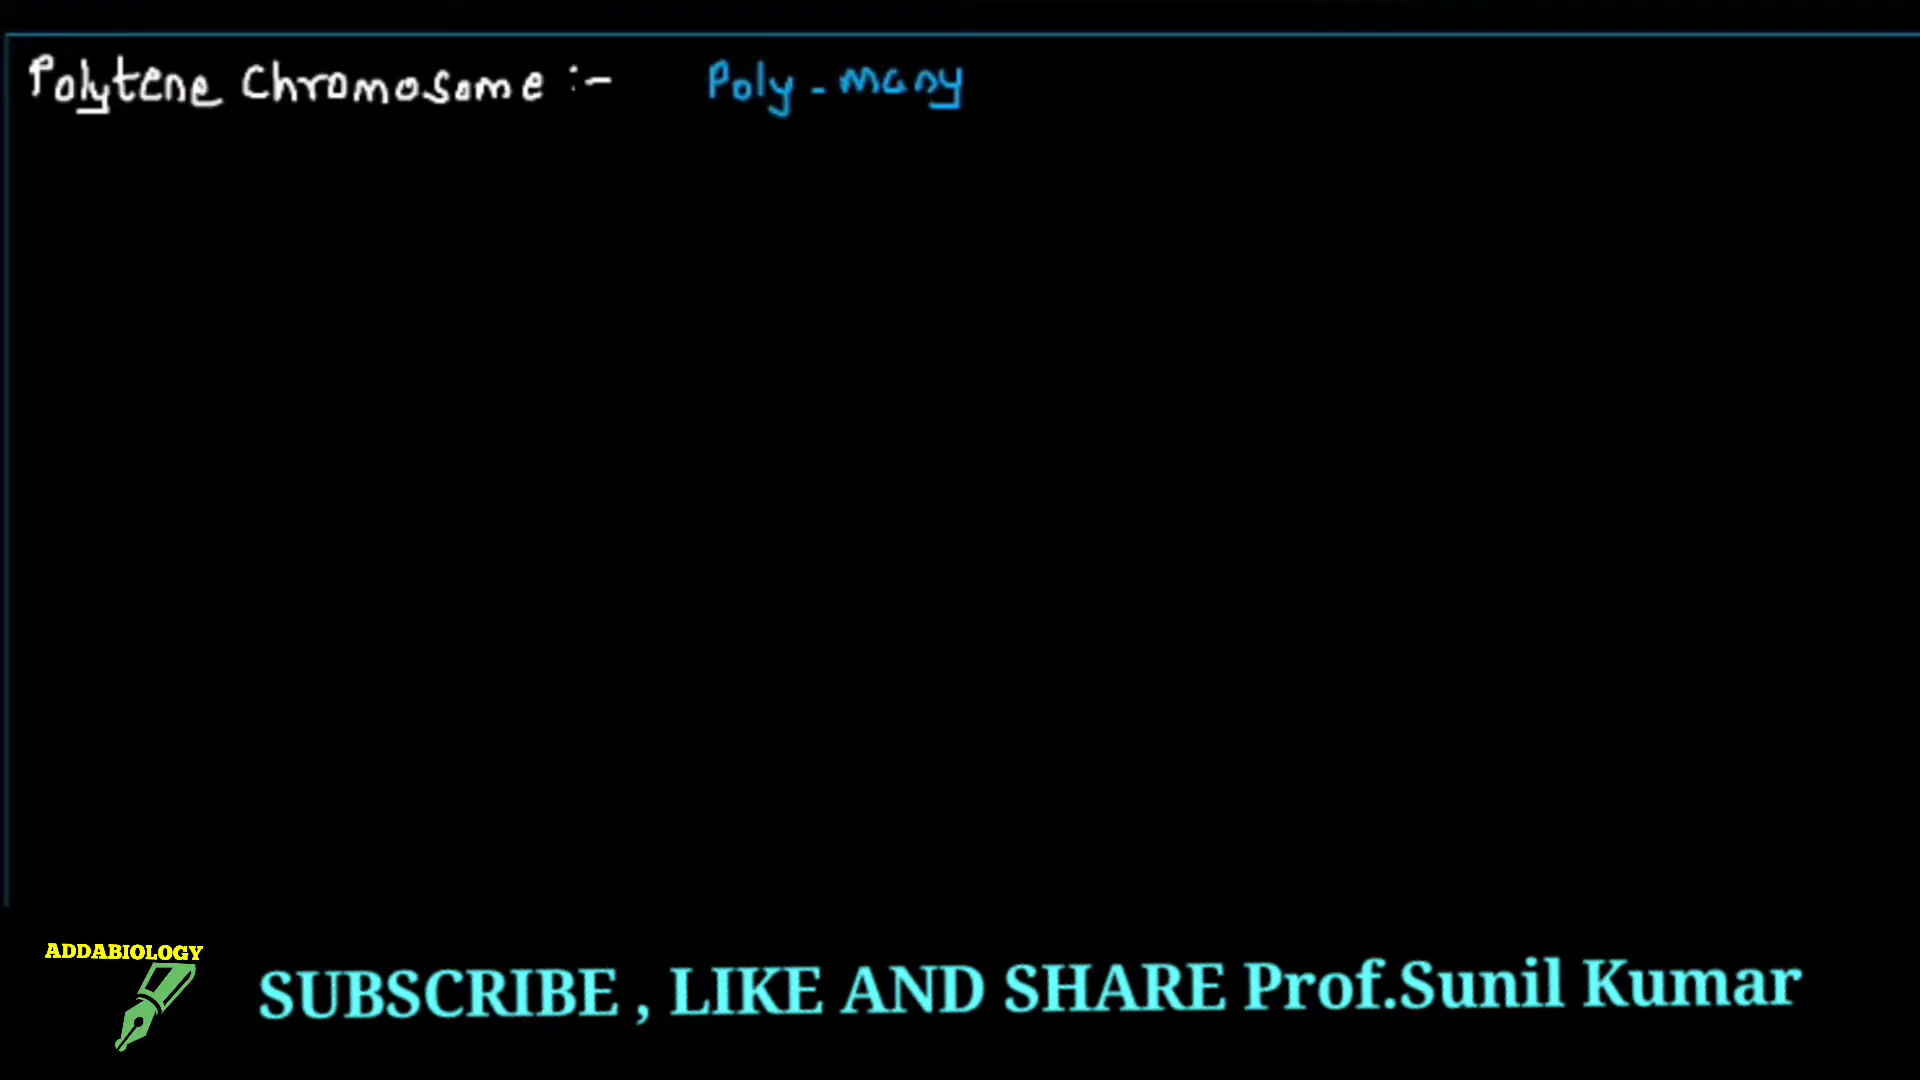 Polytene Chromosome :- Poly - many
ADDABIOLOGY
SUBSCRIBE , LIKE AND SHARE Prof.Sunil Kumar